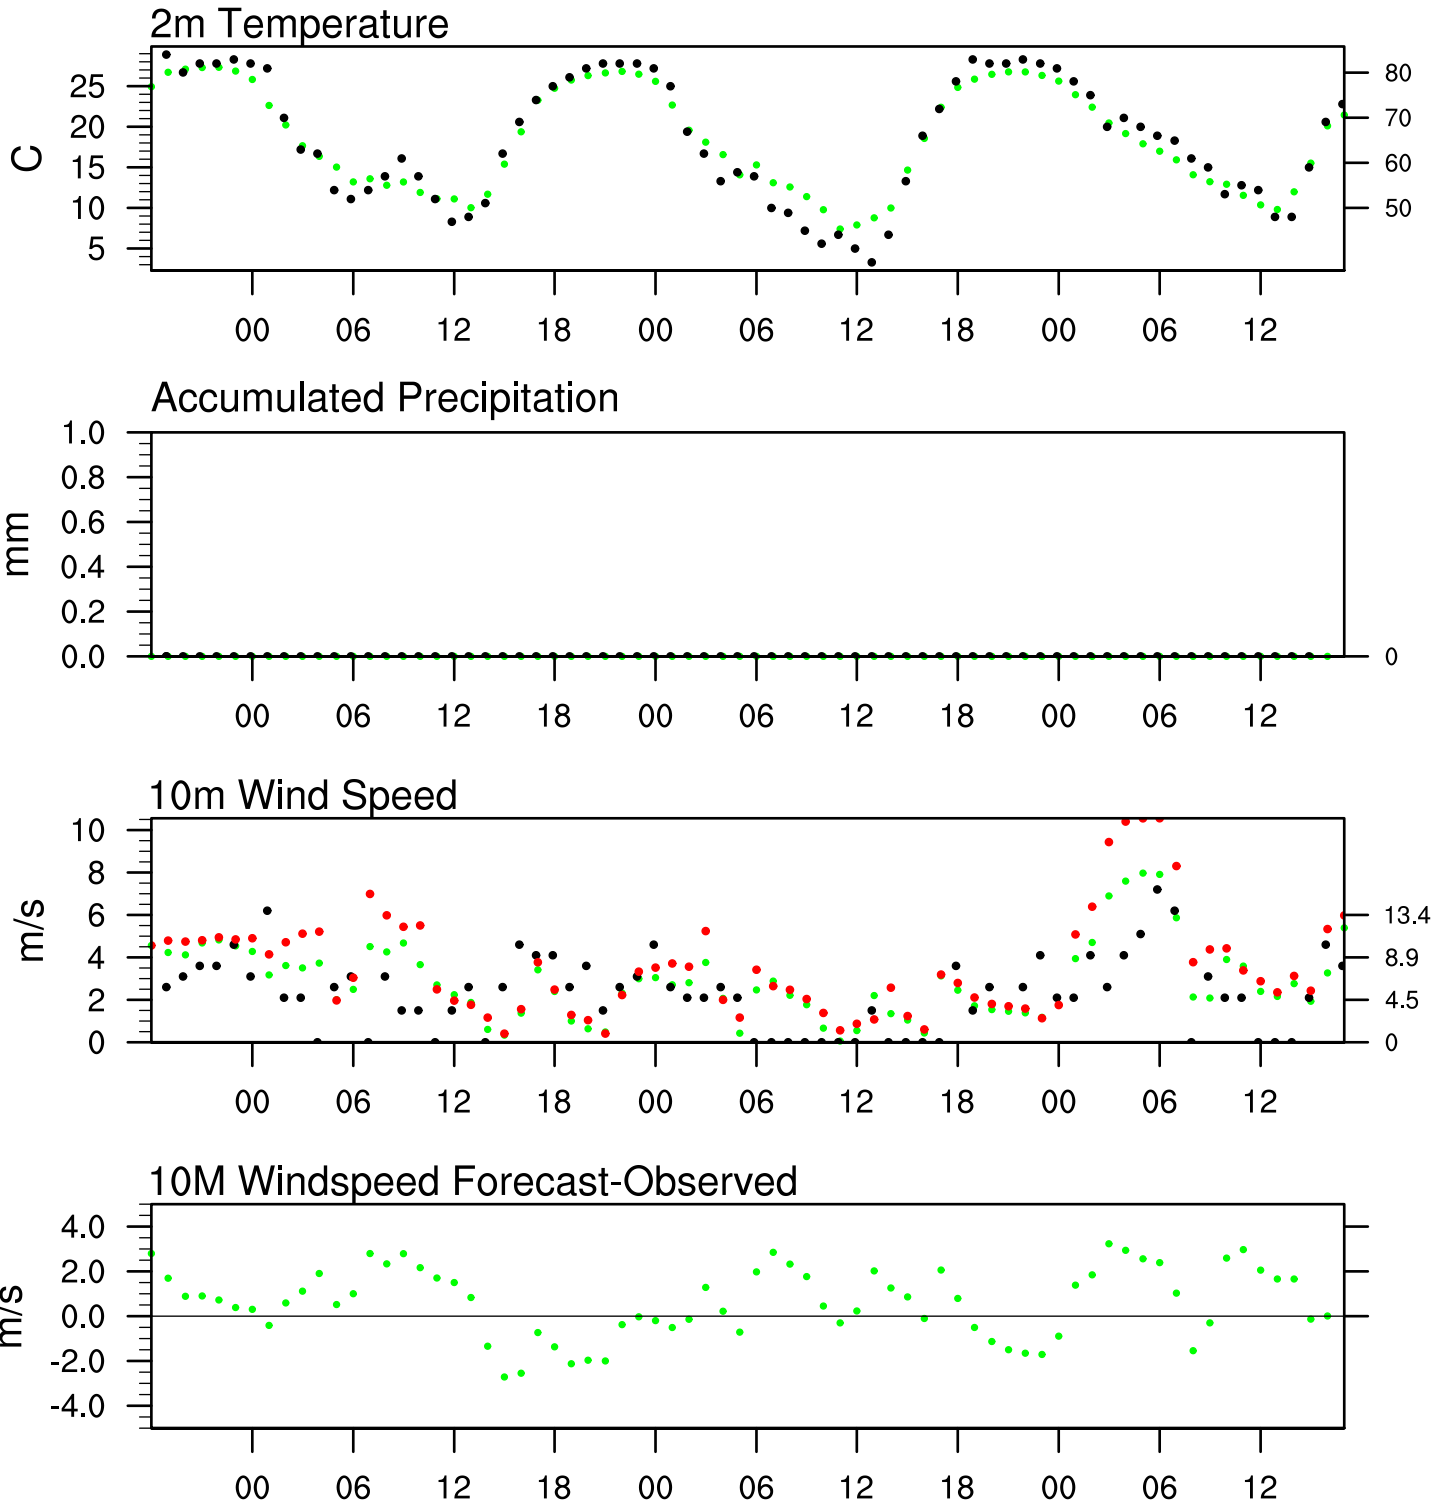 2m Temperature
25
20
15
10
5
C
80
70
60
50
00 06 12 18 00 06 12 18 00 06 12
Accumulated Precipitation
1.0
0.8
0.6
0.4
0.2
0.0
mm
0
00 06 12 18 00 06 12 18 00 06 12
10m Wind Speed
10
8
6
4
2
0
m/s
13.4
8.9
4.5
0
00 06 12 18 00 06 12 18 00 06 12
10M Windspeed Forecast-Observed
4.0
2.0
0.0
-2.0
-4.0
m/s
00 06 12 18 00 06 12 18 00 06 12